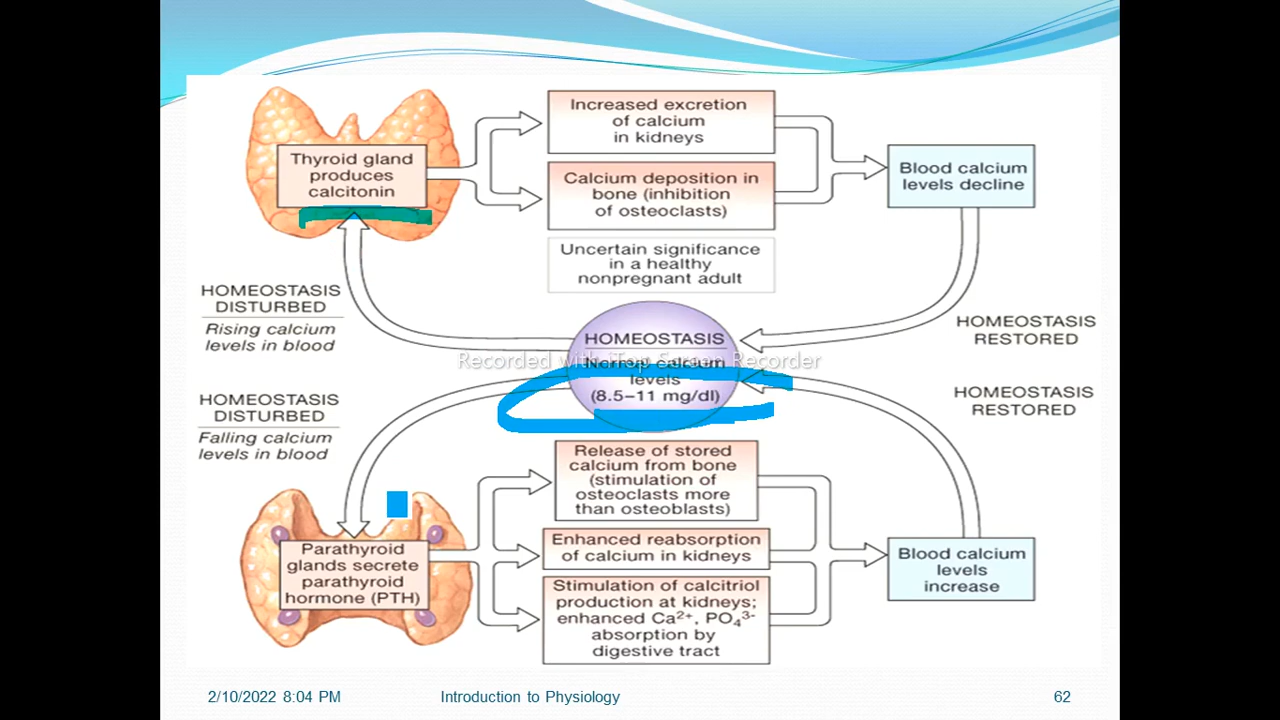 Thyroid gland
produces
calcitonin
Increased excretion
of calcium
in kidneys
Calcium deposition in
bone (inhibition
of osteoclasts)
Uncertain significance
in a healthy
nonpregnant adult
Blood calcium
levels decline
HOMEOSTASIS
DISTURBED
Rising calcium
levels in blood
HOMEOSTASIS
RESTORED
HOMEOSTASIS
Recorded with iTop Screen Recorder
Normal calcium
levels
(8.5–11 mg/dl)
HOMEOSTASIS
DISTURBED
Falling calcium
levels in blood
HOMEOSTASIS
RESTORED
Parathyroid
glands secrete
parathyroid
hormone (PTH)
Release of stored
calcium from bone
(stimulation of
osteoclasts more
than osteoblasts)
Enhanced reabsorption
of calcium in kidneys
Stimulation of calcitriol
production at kidneys;
enhanced Ca²⁺, PO₄³⁻
absorption by
digestive tract
Blood calcium
levels
increase
2/10/2022 8:04 PM
Introduction to Physiology
62